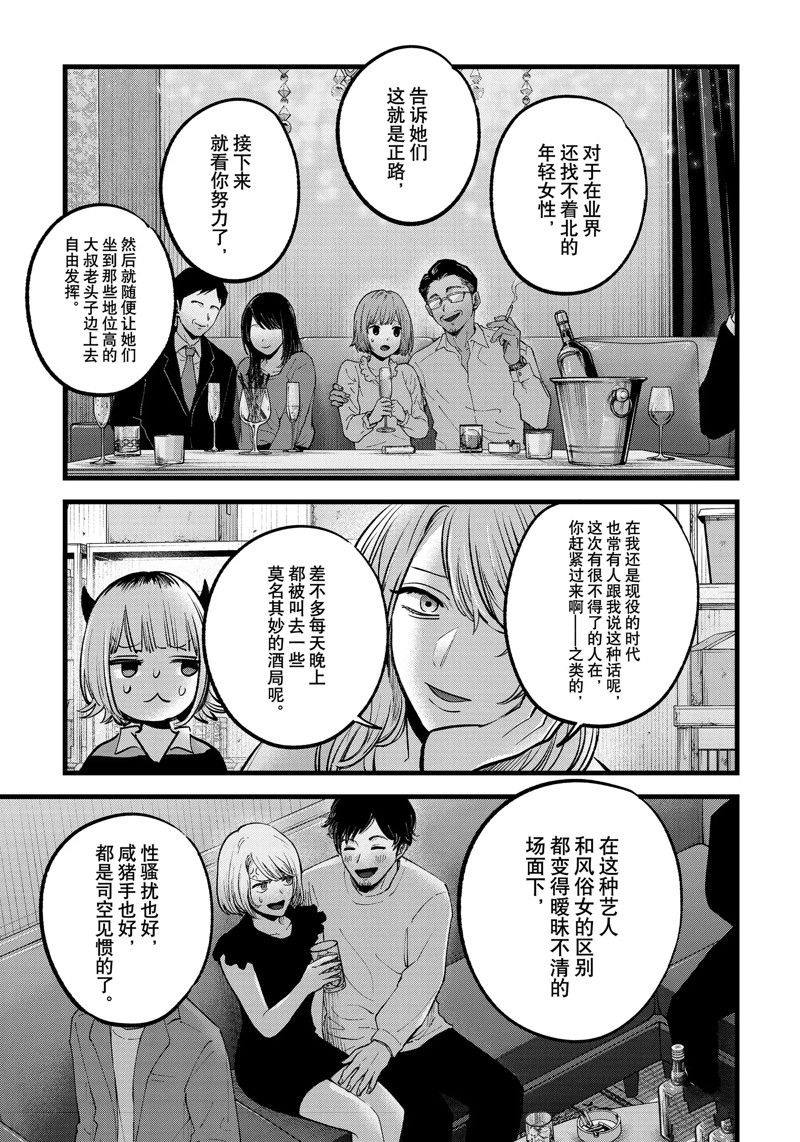 对于在业界
还找不着北的
年轻女性，
告诉她们
这就是正路，
接下来
就看你努力了，
然后就随便让她们
坐到那些地位高的
大叔老头子边上去
自由发挥。
在我还是现役的时代
也常有人跟我说这种话呢，
这次有很不得了的人在，
你赶紧过来啊——之类的，
差不多每天晚上
都被叫去一些
莫名其妙的酒局呢。
在这种艺人
和风俗女的区别
都变得暧昧不清的
场面下，
性骚扰也好，
咸猪手也好，
都是司空见惯的了。